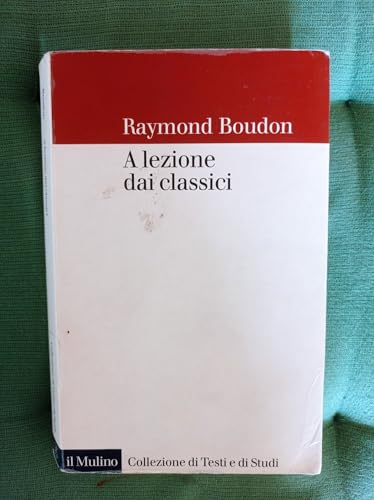 Raymond Boudon
A lezione
dai classici
il Mulino Collezione di Testi e di Studi